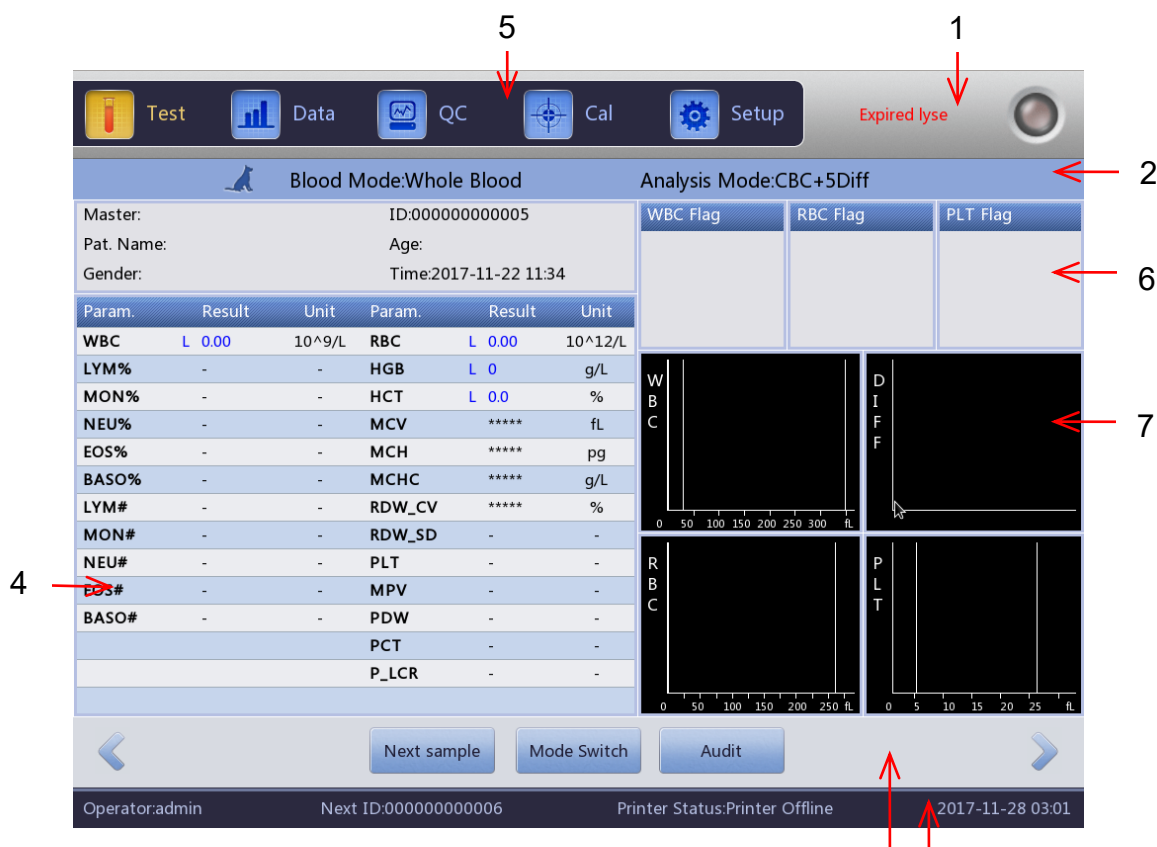 5 1
Test Data QC Cal Setup Expired lyse
Blood Mode:Whole Blood Analysis Mode:CBC+5Diff 2
Master: ID:000000000005 WBC Flag RBC Flag PLT Flag
Pat. Name: Age:
Gender: Time:2017-11-22 11:34 6
Param. Result Unit Param. Result Unit
WBC L 0.00 10^9/L RBC L 0.00 10^12/L
LYM% - - HGB L 0 g/L
MON% - - HCT L 0.0 %
NEU% - - MCV ***** fL
EOS% - - MCH ***** pg
BASO% - - MCHC ***** g/L
LYM# - - RDW_CV ***** %
MON# - - RDW_SD - -
NEU# - - PLT - -
4 EOS# - - MPV - -
BASO# - - PDW - -
PCT - -
P_LCR - -
WBC
0 50 100 150 200 250 300 fL
DIFF
7
RBC
0 50 100 150 200 250 fL
PLT
0 5 10 15 20 25 fL
Next sample Mode Switch Audit
Operator:admin Next ID:000000000006 Printer Status:Printer Offline 2017-11-28 03:01